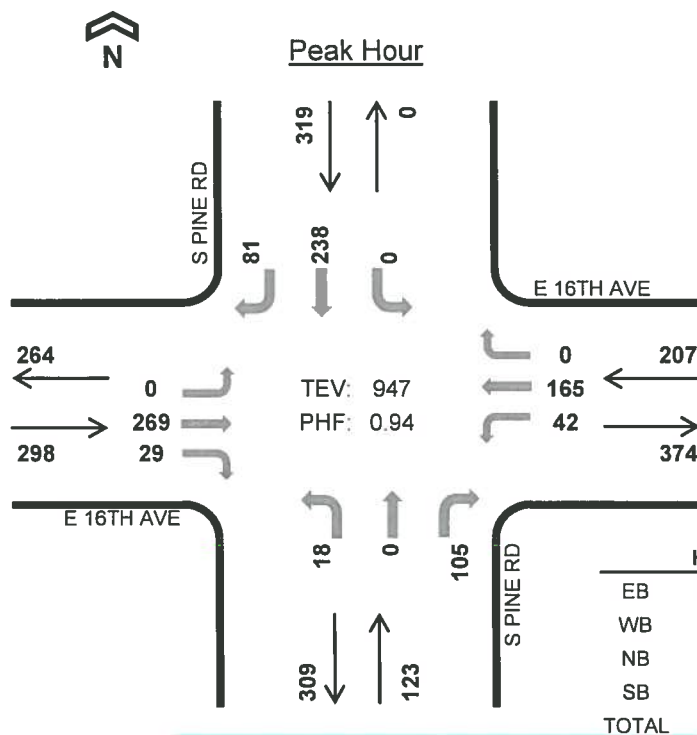 N
Peak Hour
319
0
S PINE RD
81
238
0
E 16TH AVE
264
0
207
0
TEV: 947
165
269
PHF: 0.94
42
298
29
374
E 16TH AVE
18
0
105
S PINE RD
EB
WB
309
123
NB
SB
TOTAL